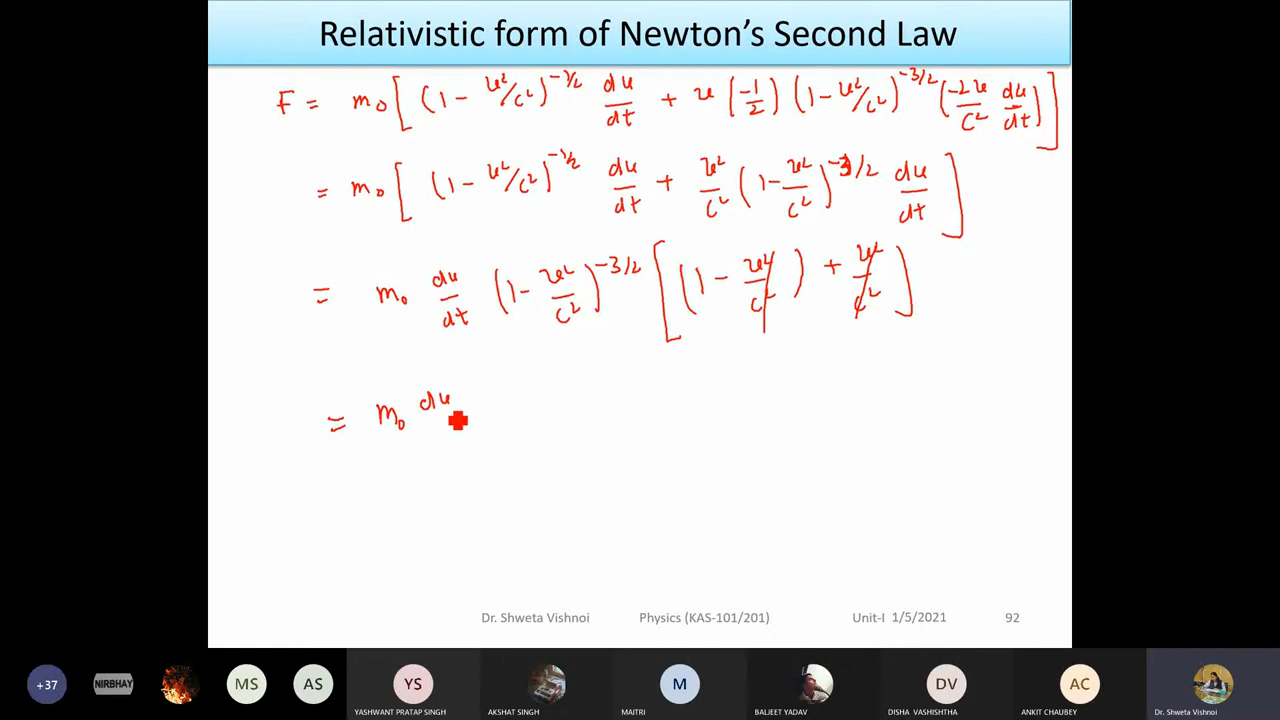 Relativistic form of Newton's Second Law
F = m₀ [ (1 - u²/c²)^-1/2 du/dt + u (-1/2) (1 - u²/c²)^-3/2 (-2u/c² du/dt) ]
= m₀ [ (1 - u²/c²)^-1/2 du/dt + u²/c² (1 - u²/c²)^-3/2 du/dt ]
= m₀ du/dt (1 - u²/c²)^-3/2 [ (1 - u²/c²) + u²/c² ]
= m₀ du
Dr. Shweta Vishnoi Physics (KAS-101/201) Unit-I 1/5/2021 92
+37 NIRBHAY MS AS YS M DV AC
YASHWANT PRATAP SINGH AKSHAT SINGH MAITRI BALJEET YADAV DISHA VASHISHTHA ANKIT CHAUBEY Dr. Shweta Vishnoi